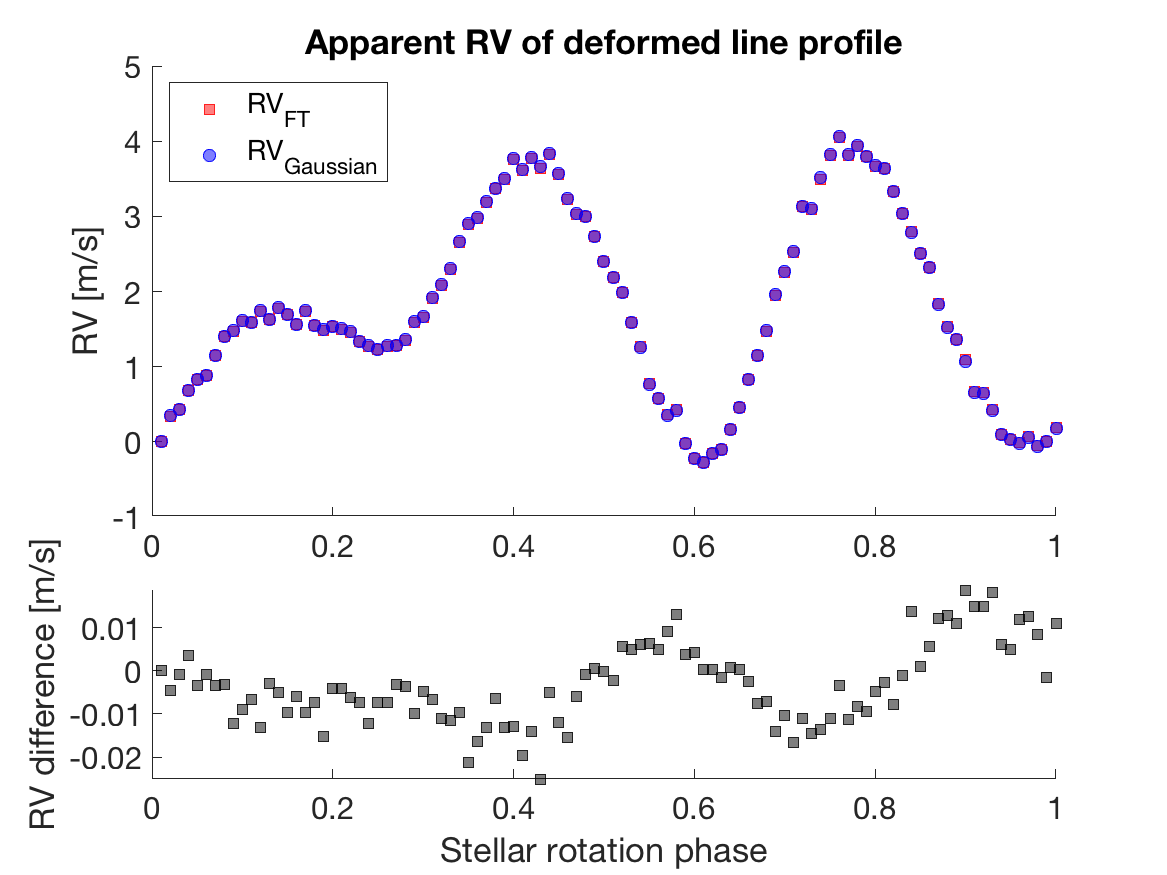 Apparent RV of deformed line profile
RV_FT
RV_Gaussian
RV [m/s]
5
4
3
2
1
0
-1
0 0.2 0.4 0.6 0.8 1
RV difference [m/s]
0.01
0
-0.01
-0.02
0 0.2 0.4 0.6 0.8 1
Stellar rotation phase